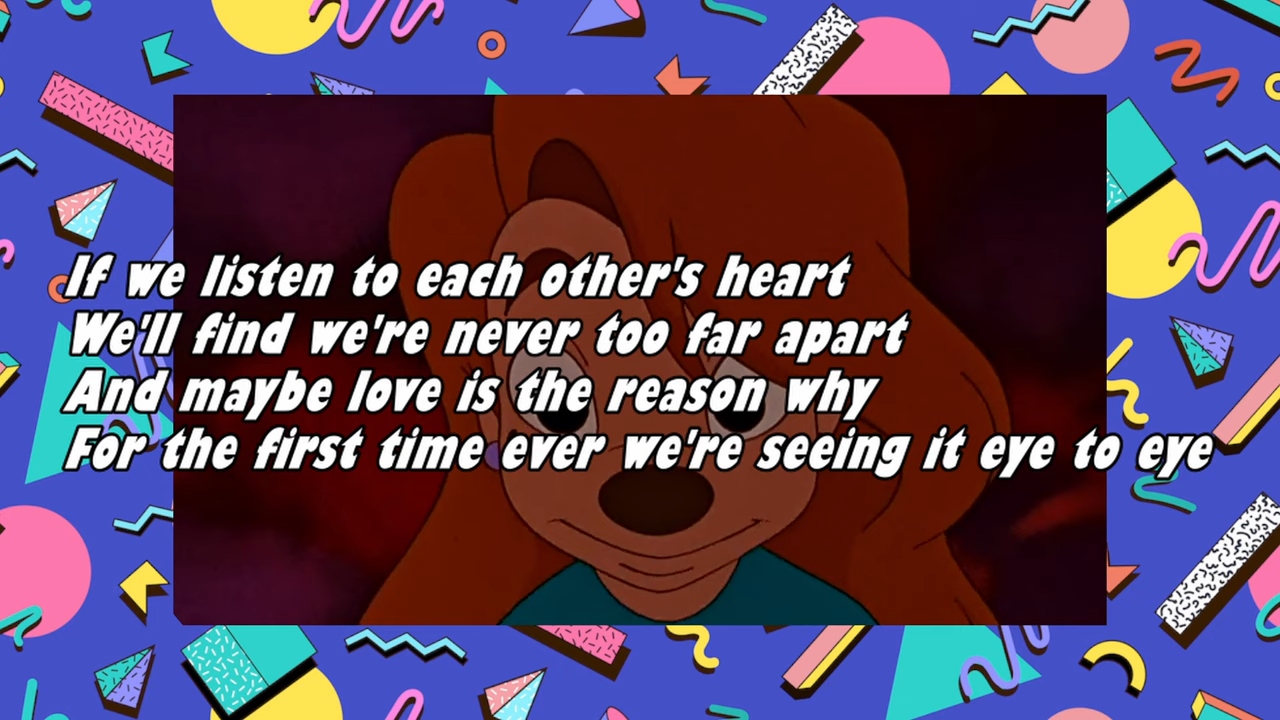 If we listen to each other's heart
We'll find we're never too far apart
And maybe love is the reason why
For the first time ever we're seeing it eye to eye